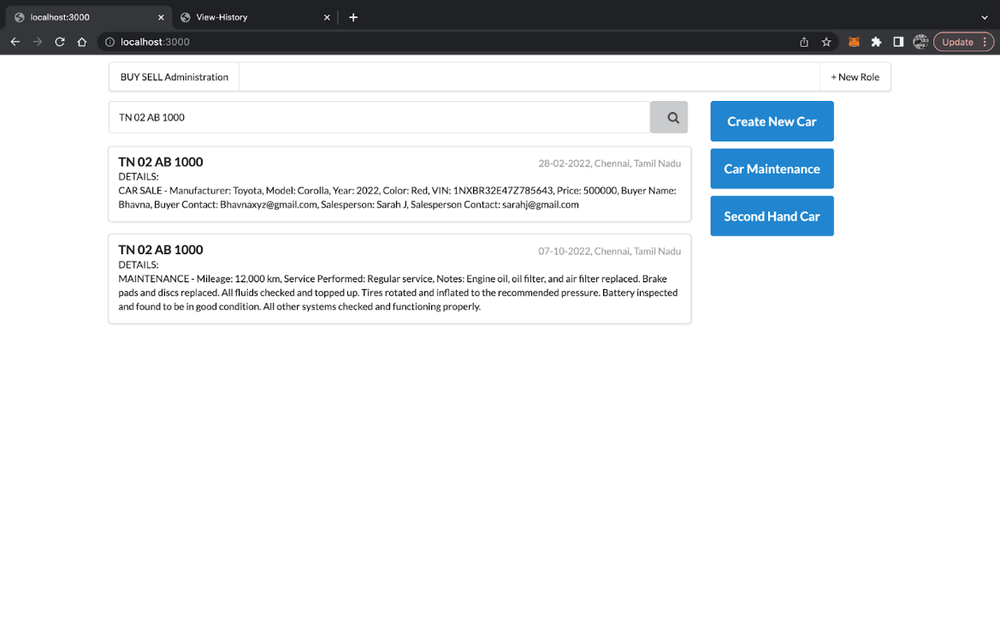 localhost:3000
View-History
localhost:3000
Update
BUY SELL Administration
+ New Role
TN 02 AB 1000
Create New Car
Car Maintenance
Second Hand Car
TN 02 AB 1000
28-02-2022, Chennai, Tamil Nadu
DETAILS:
CAR SALE - Manufacturer: Toyota, Model: Corolla, Year: 2022, Color: Red, VIN: 1NXBR32E47Z785643, Price: 500000, Buyer Name:
Bhavna, Buyer Contact: Bhavnaxyz@gmail.com, Salesperson: Sarah J, Salesperson Contact: sarahj@gmail.com
TN 02 AB 1000
07-10-2022, Chennai, Tamil Nadu
DETAILS:
MAINTENANCE - Mileage: 12,000 km, Service Performed: Regular service, Notes: Engine oil, oil filter, and air filter replaced. Brake
pads and discs replaced. All fluids checked and topped up. Tires rotated and inflated to the recommended pressure. Battery inspected
and found to be in good condition. All other systems checked and functioning properly.